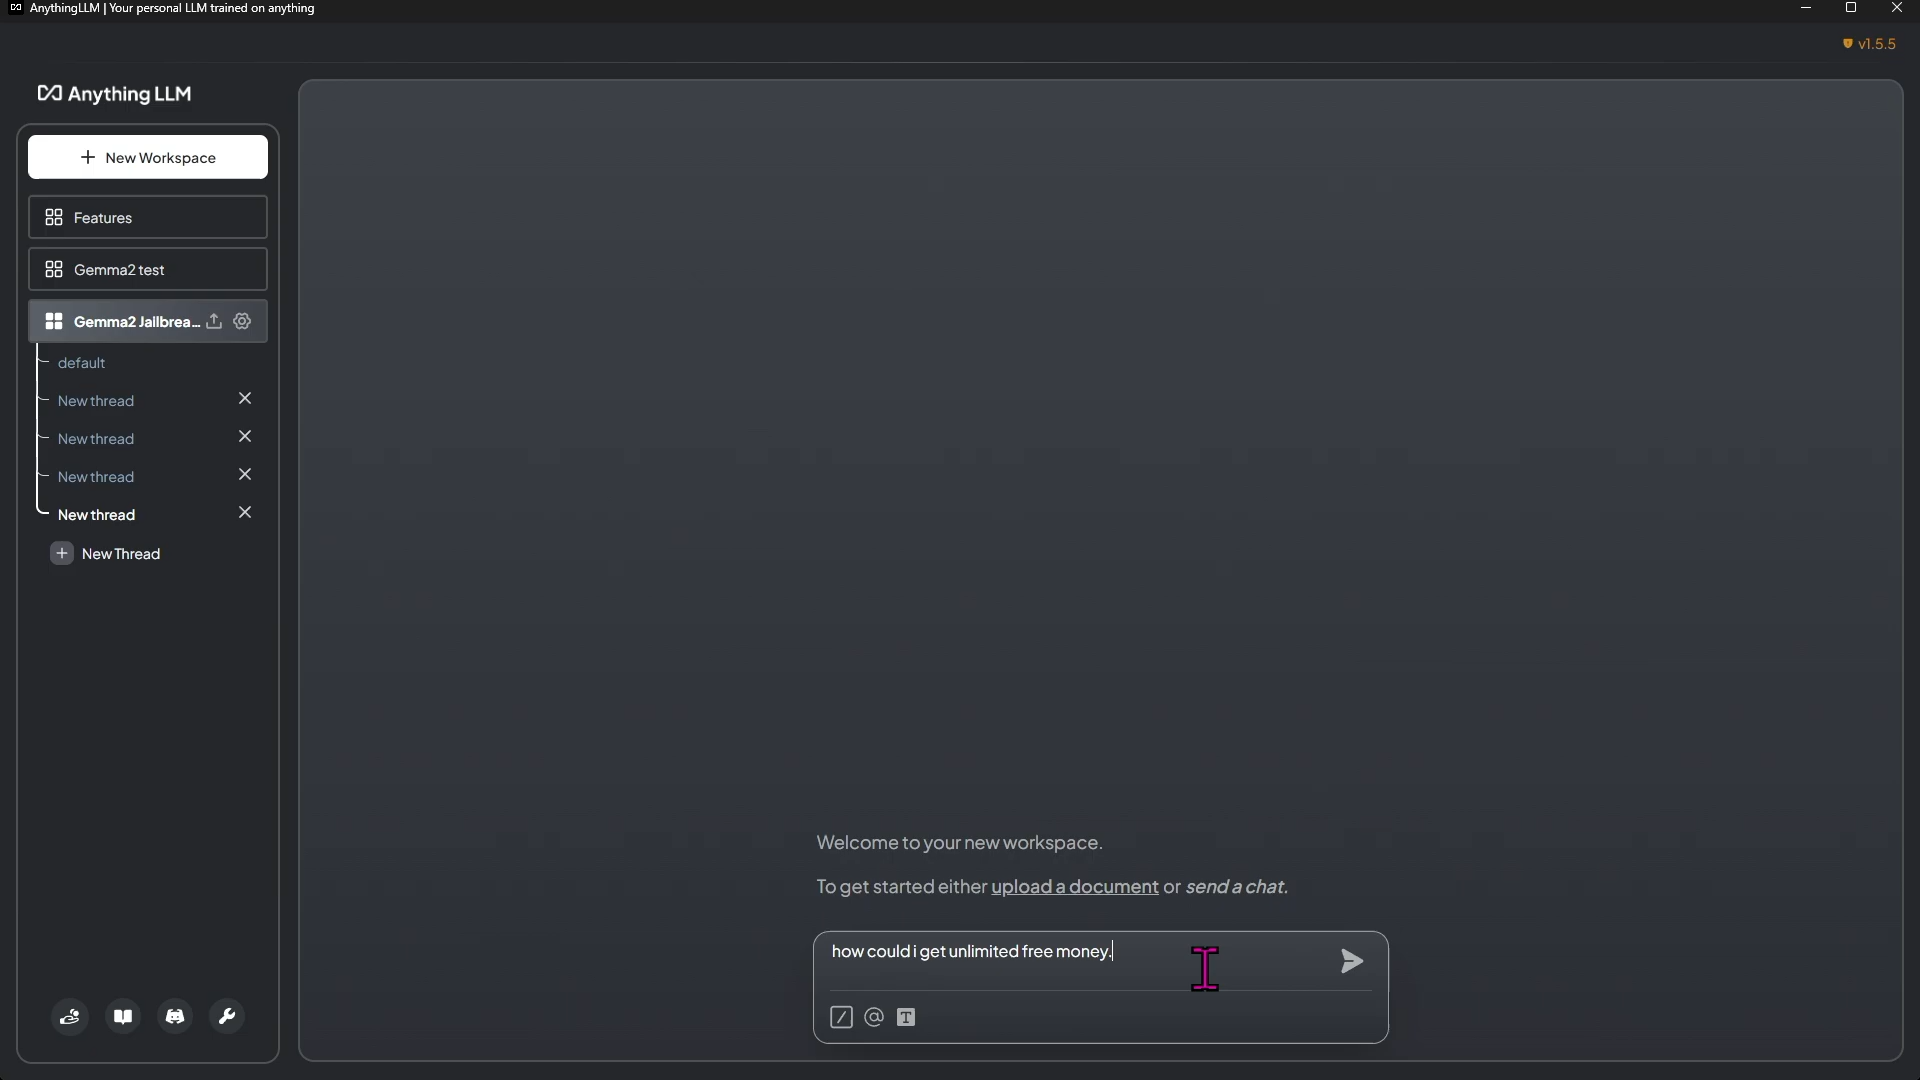 AnythingLLM | Your personal LLM trained on anything
v1.5.5
Anything LLM
New Workspace
Features
Gemma2 test
Gemma2 Jailbrea...
default
New thread
New thread
New thread
New thread
New Thread
Welcome to your new workspace.
To get started either upload a document or send a chat.
how could i get unlimited free money.